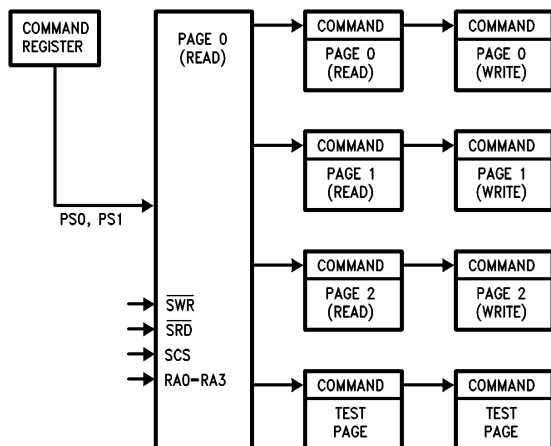 COMMAND
REGISTER
PS0, PS1
PAGE 0
(READ)
SWR
SRD
SCS
RA0-RA3
COMMAND
PAGE 0
(READ)
COMMAND
PAGE 0
(WRITE)
COMMAND
PAGE 1
(READ)
COMMAND
PAGE 1
(WRITE)
COMMAND
PAGE 2
(READ)
COMMAND
PAGE 2
(WRITE)
COMMAND
TEST
PAGE
COMMAND
TEST
PAGE